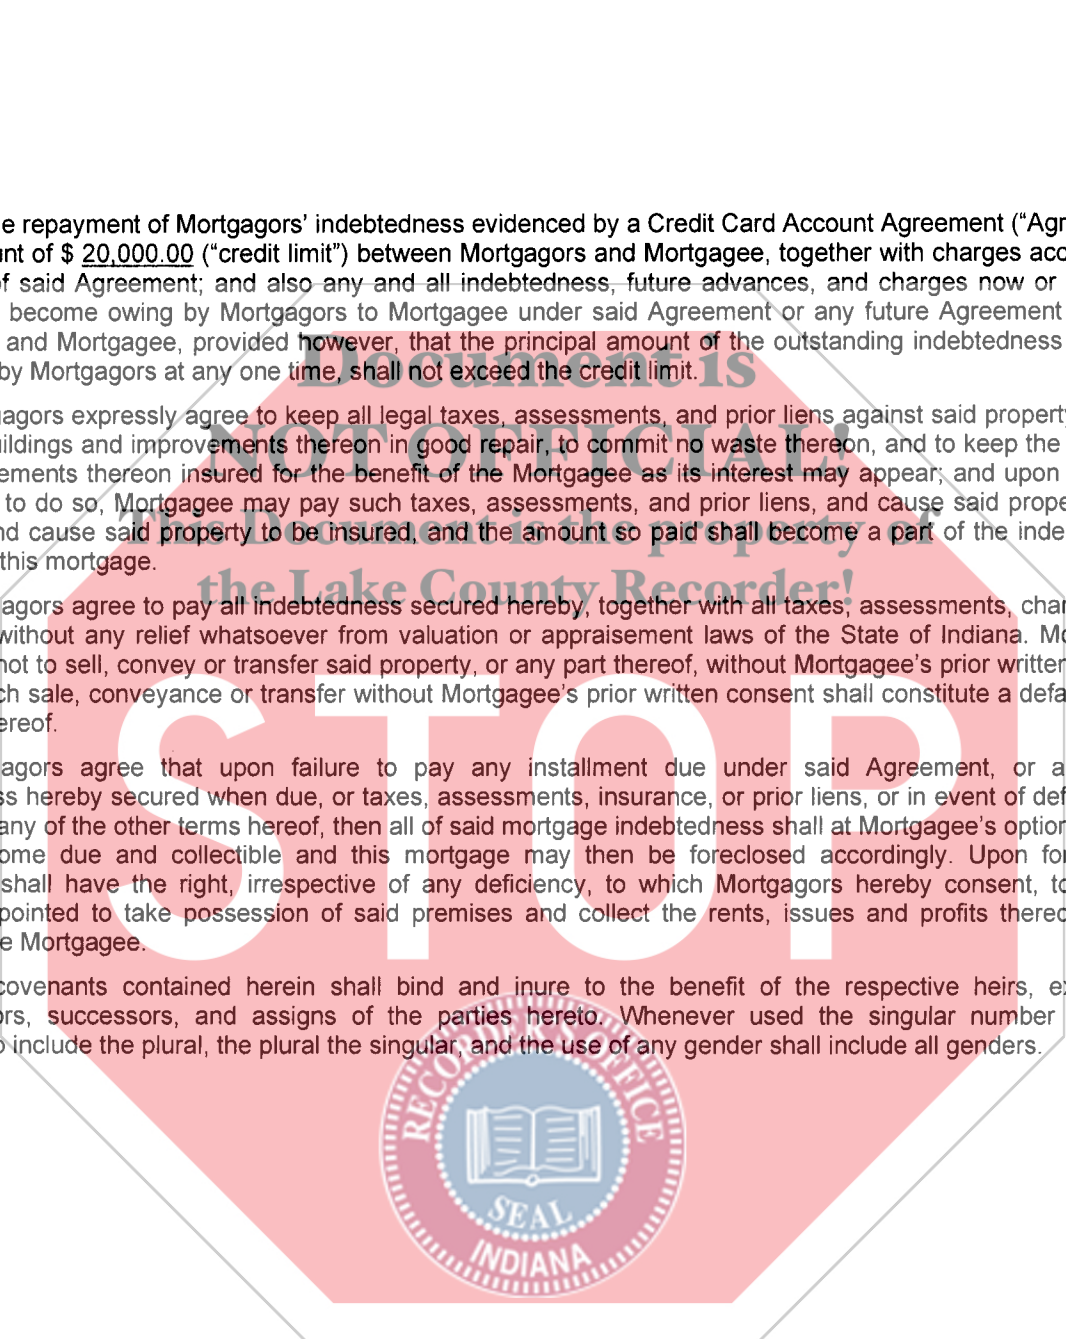 e repayment of Mortgagors’ indebtedness evidenced by a Credit Card Account Agreement (“Agr
nt of $ 20,000.00 (“credit limit”) between Mortgagors and Mortgagee, together with charges acc
f said Agreement; and also any and all indebtedness, future advances, and charges now or
become owing by Mortgagors to Mortgagee under said Agreement or any future Agreement
and Mortgagee, provided however, that the principal amount of the outstanding indebtedness
by Mortgagors at any one time, shall not exceed the credit limit.
Document is
agors expressly agree to keep all legal taxes, assessments, and prior liens against said property
ildings and improvements thereon in good repair, to commit no waste thereon, and to keep the
NOT OFFICIAL!
ements thereon insured for the benefit of the Mortgagee as its interest may appear; and upon
to do so, Mortgagee may pay such taxes, assessments, and prior liens, and cause said prope
nd cause said property to be insured, and the amount so paid shall become a part of the inde
This Document is the property of
this mortgage.
the Lake County Recorder!
agors agree to pay all indebtedness secured hereby, together with all taxes, assessments, char
without any relief whatsoever from valuation or appraisement laws of the State of Indiana. Mo
not to sell, convey or transfer said property, or any part thereof, without Mortgagee’s prior written
ch sale, conveyance or transfer without Mortgagee’s prior written consent shall constitute a defa
ereof.
agors agree that upon failure to pay any installment due under said Agreement, or a
ss hereby secured when due, or taxes, assessments, insurance, or prior liens, or in event of def
any of the other terms hereof, then all of said mortgage indebtedness shall at Mortgagee’s option
STOP
ome due and collectible and this mortgage may then be foreclosed accordingly. Upon for
shall have the right, irrespective of any deficiency, to which Mortgagors hereby consent, to
pointed to take possession of said premises and collect the rents, issues and profits thereo
e Mortgagee.
covenants contained herein shall bind and inure to the benefit of the respective heirs, ex
ors, successors, and assigns of the parties hereto. Whenever used the singular number
o include the plural, the plural the singular, and the use of any gender shall include all genders.
RECORDER'S OFFICE
SEAL
INDIANA